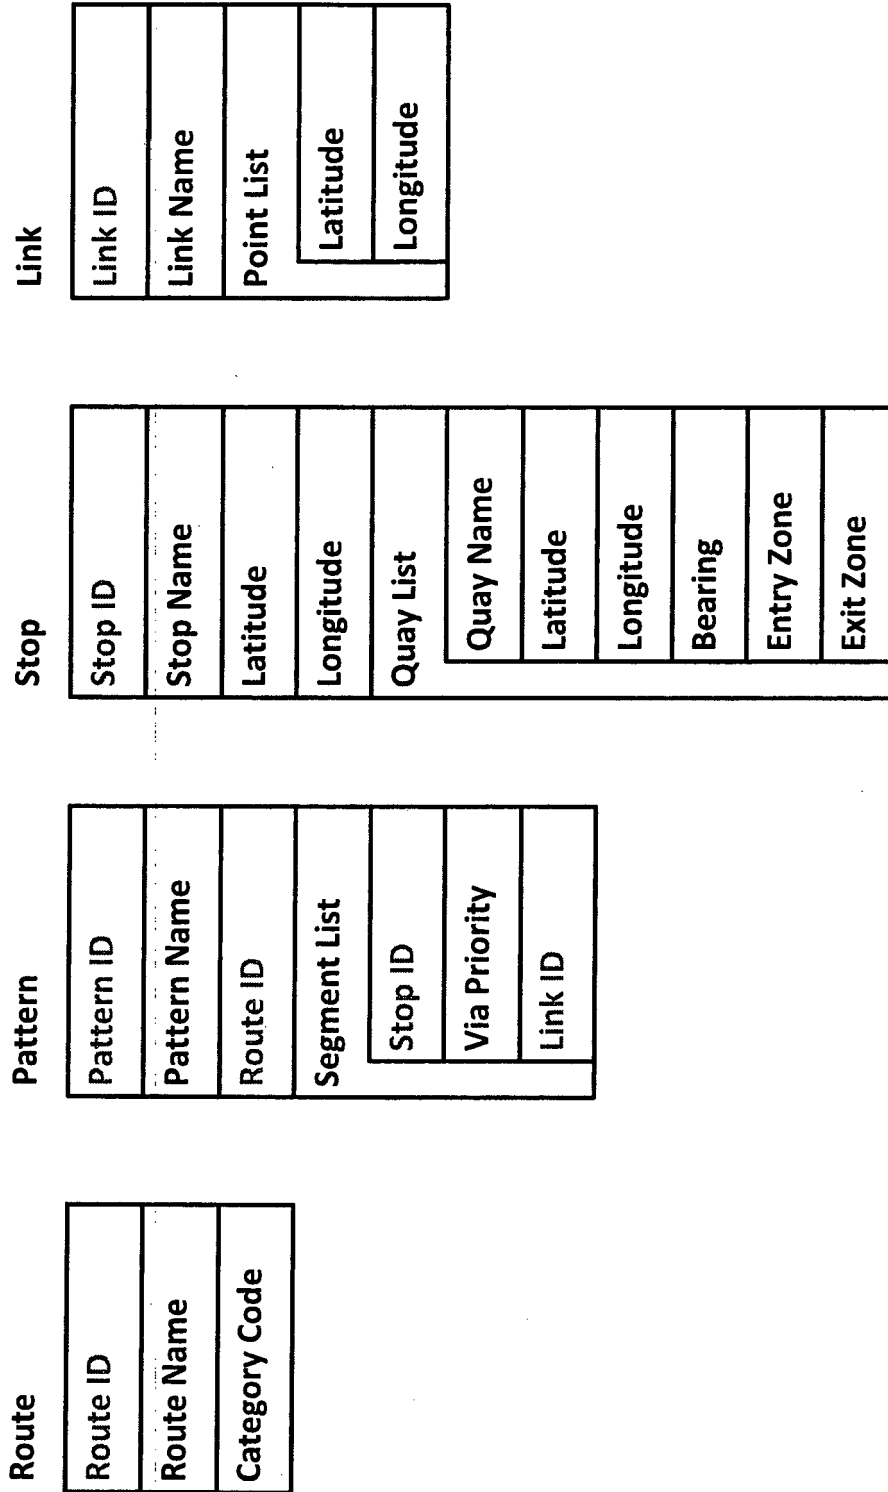 Route
Route ID
Route Name
Category Code
Pattern
Pattern ID
Pattern Name
Route ID
Segment List
Stop ID
Via Priority
Link ID
Stop
Stop ID
Stop Name
Latitude
Longitude
Quay List
Quay Name
Latitude
Longitude
Bearing
Entry Zone
Exit Zone
Link
Link ID
Link Name
Point List
Latitude
Longitude